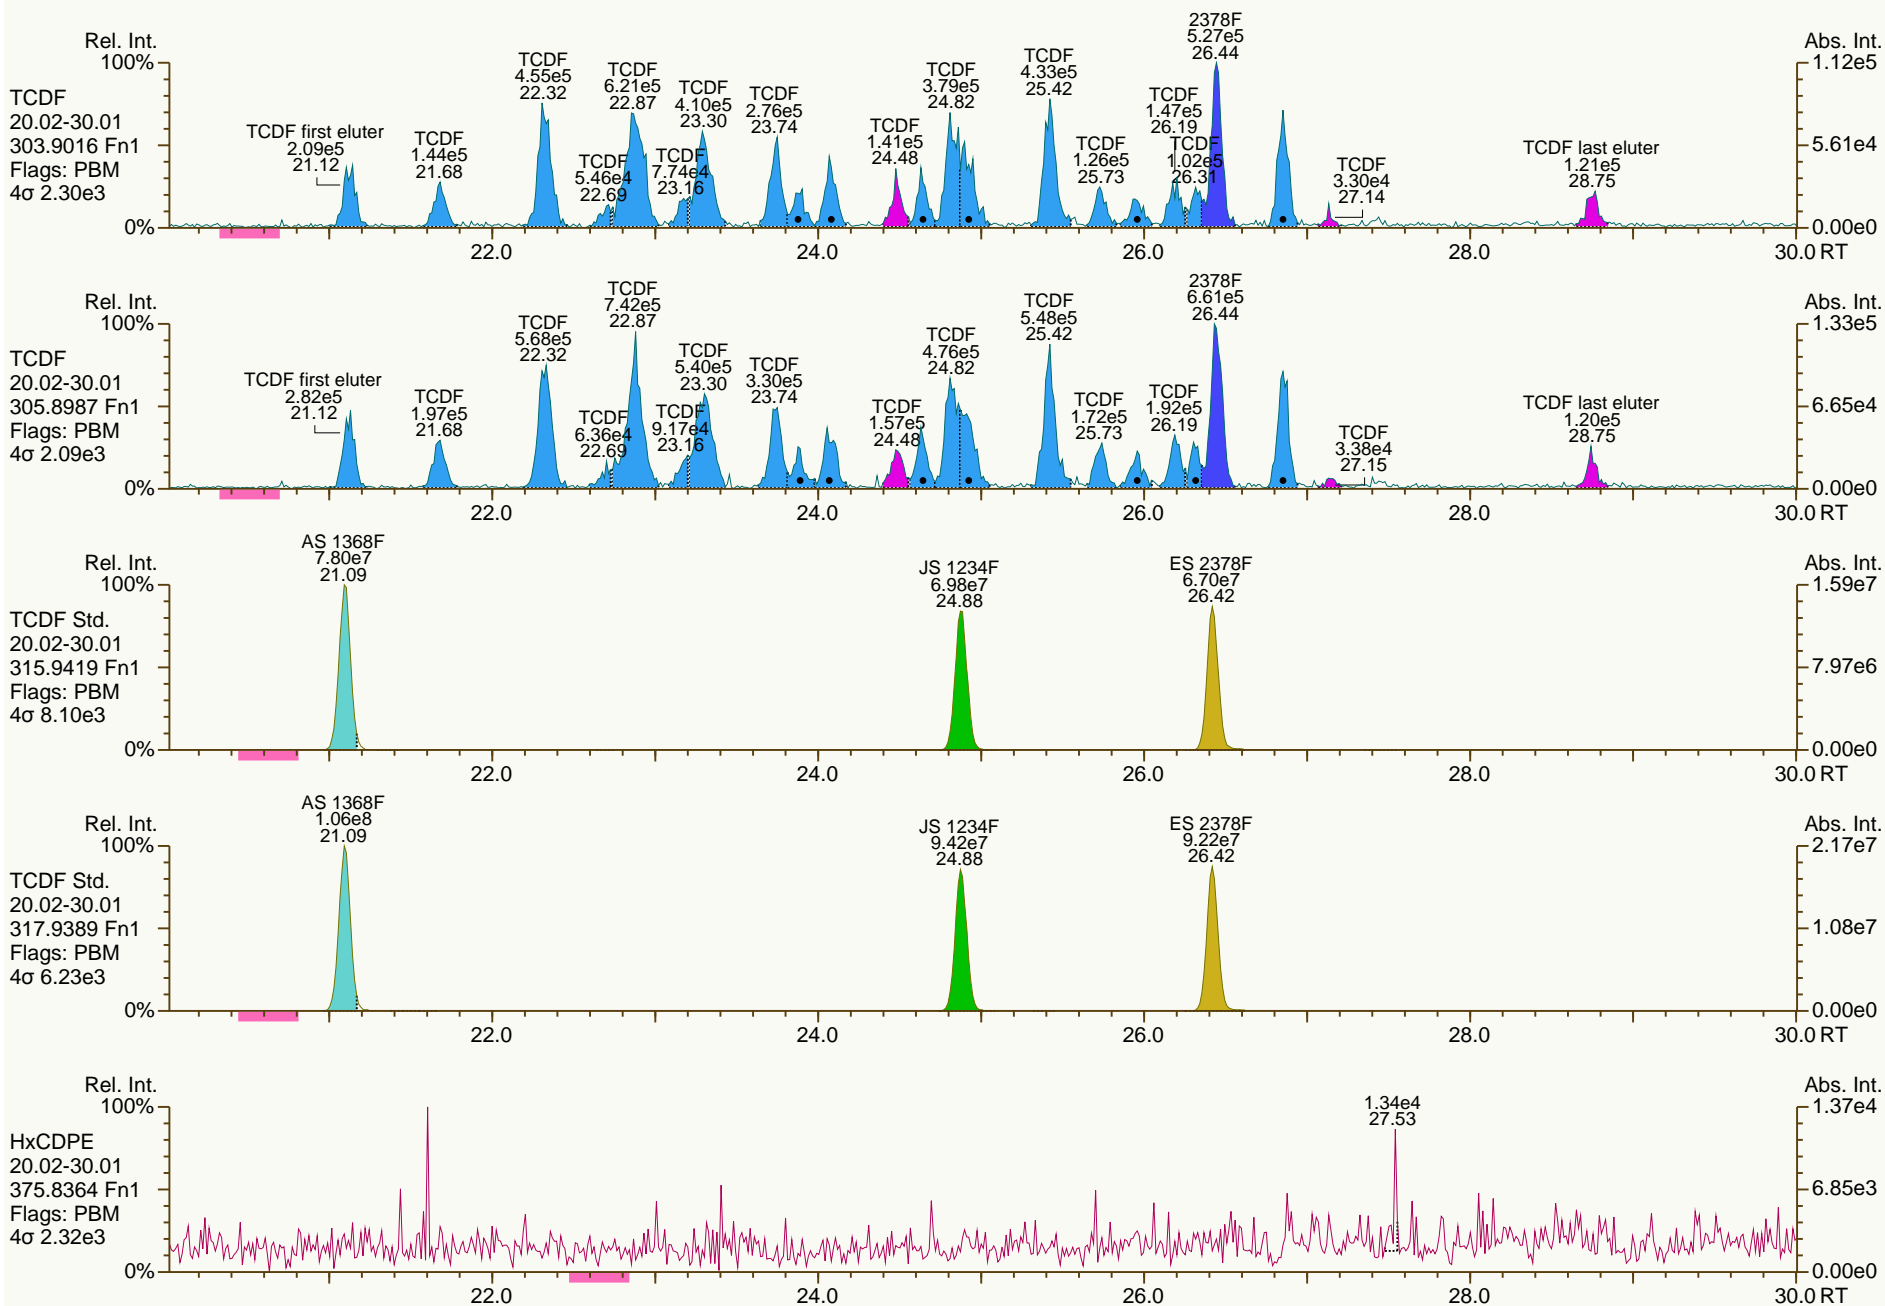 Rel. Int.
100%
0%
TCDF
20.02-30.01
303.9016 Fn1
Flags: PBM
4σ 2.30e3
TCDF first eluter
2.09e5
21.12
TCDF
1.44e5
21.68
TCDF
4.55e5
22.32
TCDF
5.46e4
22.69
TCDF
6.21e5
22.87
TCDF
7.74e4
23.16
TCDF
4.10e5
23.30
TCDF
2.76e5
23.74
TCDF
1.41e5
24.48
TCDF
3.79e5
24.82
TCDF
4.33e5
25.42
TCDF
1.26e5
25.73
TCDF
1.47e5
26.19
TCDF
1.02e5
26.31
2378F
5.27e5
26.44
TCDF
3.30e4
27.14
TCDF last eluter
1.21e5
28.75
Abs. Int.
1.12e5
5.61e4
0.00e0
22.0 24.0 26.0 28.0 30.0 RT
Rel. Int.
100%
0%
TCDF
20.02-30.01
305.8987 Fn1
Flags: PBM
4σ 2.09e3
TCDF first eluter
2.82e5
21.12
TCDF
1.97e5
21.68
TCDF
5.68e5
22.32
TCDF
6.36e4
22.69
TCDF
7.42e5
22.87
TCDF
9.17e4
23.16
TCDF
5.40e5
23.30
TCDF
3.30e5
23.74
TCDF
1.57e5
24.48
TCDF
4.76e5
24.82
TCDF
5.48e5
25.42
TCDF
1.72e5
25.73
TCDF
1.92e5
26.19
2378F
6.61e5
26.44
TCDF
3.38e4
27.15
TCDF last eluter
1.20e5
28.75
Abs. Int.
1.33e5
6.65e4
0.00e0
22.0 24.0 26.0 28.0 30.0 RT
Rel. Int.
100%
0%
TCDF Std.
20.02-30.01
315.9419 Fn1
Flags: PBM
4σ 8.10e3
AS 1368F
7.80e7
21.09
JS 1234F
6.98e7
24.88
ES 2378F
6.70e7
26.42
Abs. Int.
1.59e7
7.97e6
0.00e0
22.0 24.0 26.0 28.0 30.0 RT
Rel. Int.
100%
0%
TCDF Std.
20.02-30.01
317.9389 Fn1
Flags: PBM
4σ 6.23e3
AS 1368F
1.06e8
21.09
JS 1234F
9.42e7
24.88
ES 2378F
9.22e7
26.42
Abs. Int.
2.17e7
1.08e7
0.00e0
22.0 24.0 26.0 28.0 30.0 RT
Rel. Int.
100%
0%
HxCDPE
20.02-30.01
375.8364 Fn1
Flags: PBM
4σ 2.32e3
1.34e4
27.53
Abs. Int.
1.37e4
6.85e3
0.00e0
22.0 24.0 26.0 28.0 30.0 RT